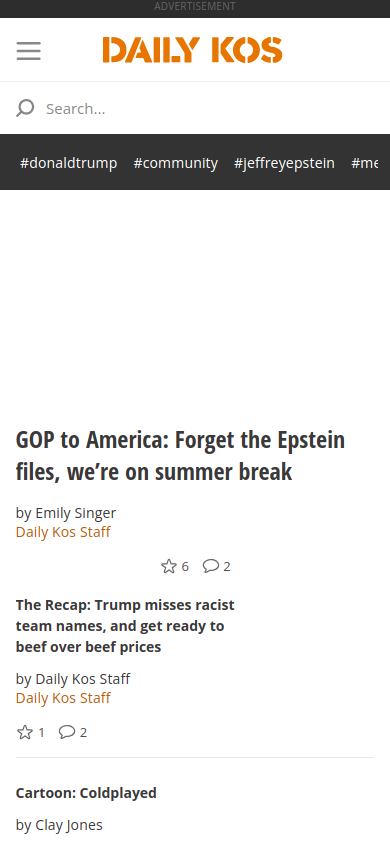 ADVERTISEMENT
DAILY KOS
Search...
#donaldtrump #community #jeffreyepstein #me
GOP to America: Forget the Epstein
files, we’re on summer break
by Emily Singer
Daily Kos Staff
6 2
The Recap: Trump misses racist
team names, and get ready to
beef over beef prices
by Daily Kos Staff
Daily Kos Staff
1 2
Cartoon: Coldplayed
by Clay Jones